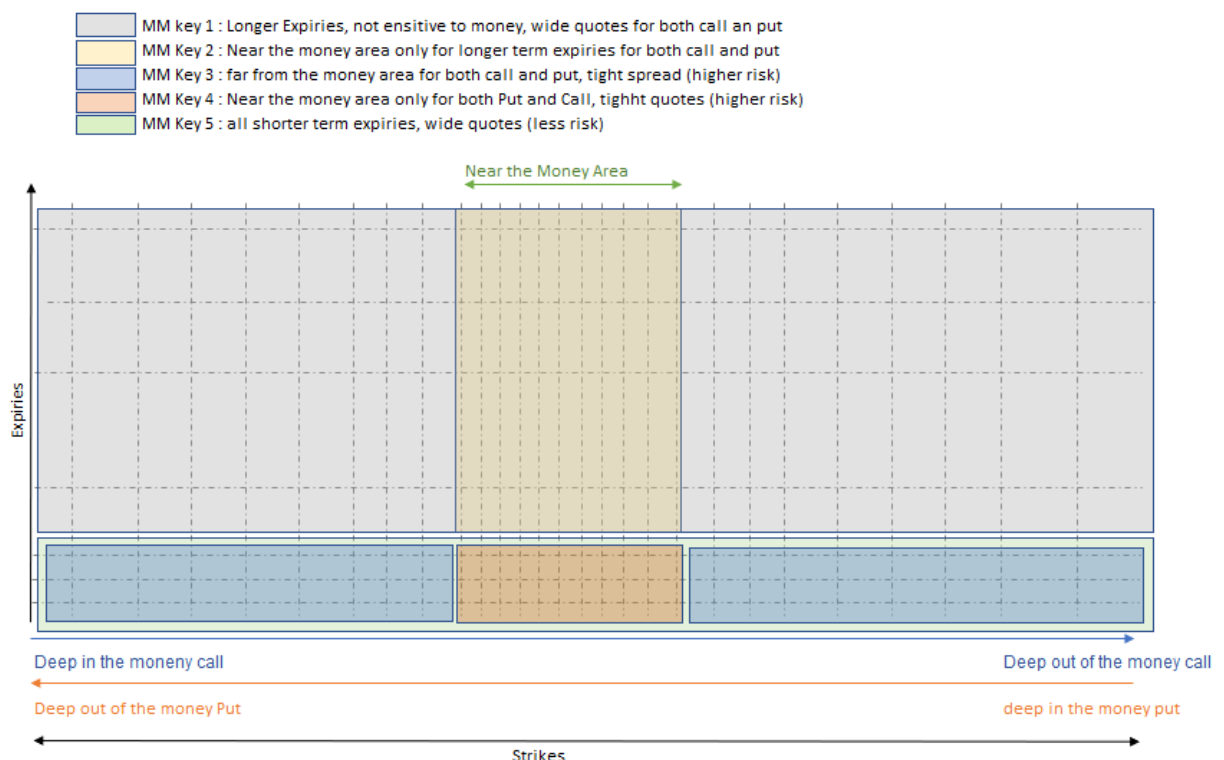 MM key 1 : Longer Expiries, not ensitive to money, wide quotes for both call an put
MM Key 2 : Near the money area only for longer term expiries for both call and put
MM Key 3 : far from the money area for both call and put, tight spread (higher risk)
MM Key 4 : Near the money area only for both Put and Call, tighht quotes (higher risk)
MM Key 5 : all shorter term expiries, wide quotes (less risk)
Near the Money Area
Expiries
Deep in the moneny call
Deep out of the money call
Deep out of the money Put
deep in the money put
Strikes